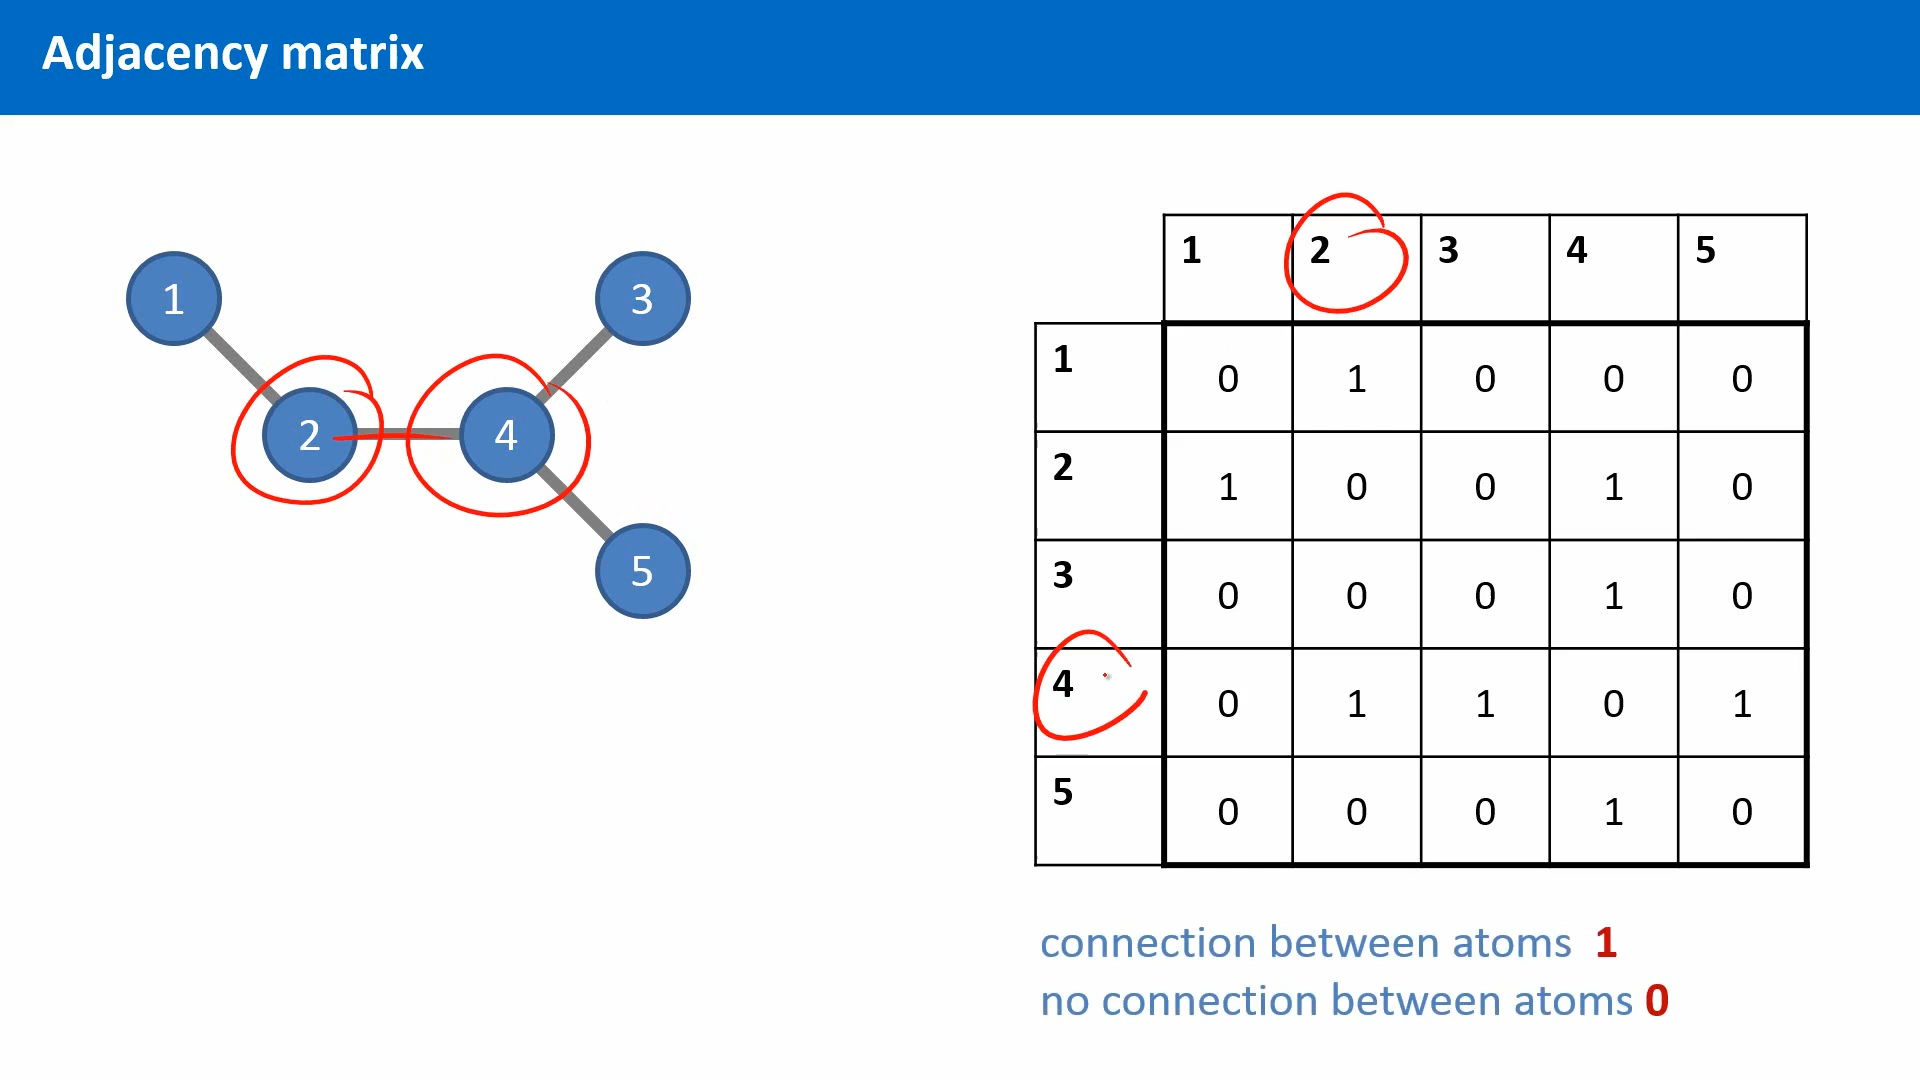 Adjacency matrix
1
3
2
4
5
1 2 3 4 5
1 0 1 0 0 0
2 1 0 0 1 0
3 0 0 0 1 0
4 0 1 1 0 1
5 0 0 0 1 0
connection between atoms 1
no connection between atoms 0